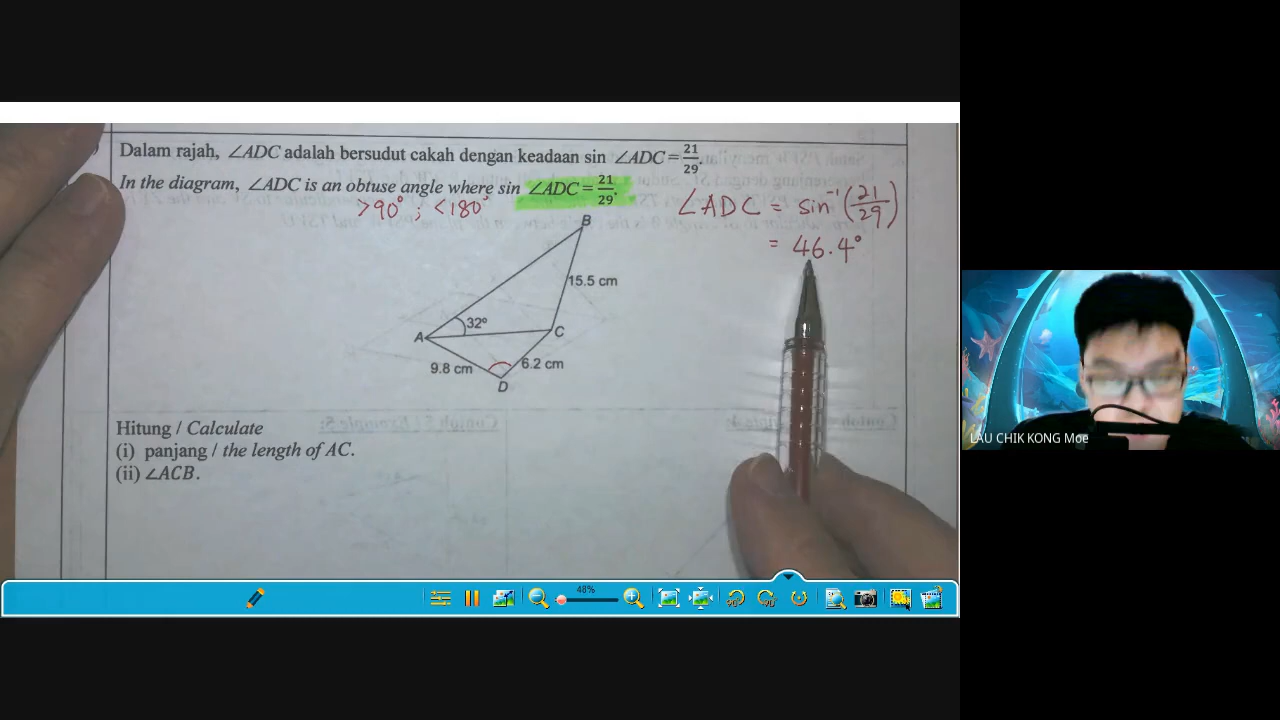 Dalam rajah, ∠ADC adalah bersudut cakah dengan keadaan sin ∠ADC = 21/29.
In the diagram, ∠ADC is an obtuse angle where sin ∠ADC = 21/29.
>90° ; <180°
∠ADC = sin⁻¹(21/29)
= 46.4°
B
15.5 cm
32°
A
C
9.8 cm
6.2 cm
D
Hitung / Calculate
(i) panjang / the length of AC.
(ii) ∠ACB.
LAU CHIK KONG Moe
48%